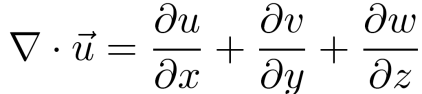 ∇ · u⃗ = ∂u/∂x + ∂v/∂y + ∂w/∂z